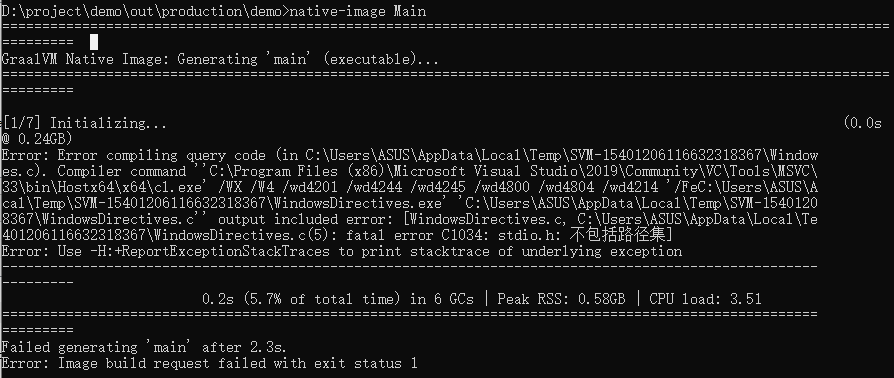 D:\project\demo\out\production\demo>native-image Main
========================================================================================================================
=========
GraalVM Native Image: Generating 'main' (executable)...
========================================================================================================================
=========
[1/7] Initializing... (0.0s
@ 0.24GB)
Error: Error compiling query code (in C:\Users\ASUS\AppData\Local\Temp\SVM-15401206116632318367\Window
es.c). Compiler command ''C:\Program Files (x86)\Microsoft Visual Studio\2019\Community\VC\Tools\MSVC\
33\bin\Hostx64\x64\cl.exe' /WX /W4 /wd4201 /wd4244 /wd4245 /wd4800 /wd4804 /wd4214 '/FeC:\Users\ASUS\A
cal\Temp\SVM-15401206116632318367\WindowsDirectives.exe' 'C:\Users\ASUS\AppData\Local\Temp\SVM-1540120
8367\WindowsDirectives.c'' output included error: [WindowsDirectives.c, C:\Users\ASUS\AppData\Local\Te
401206116632318367\WindowsDirectives.c(5): fatal error C1034: stdio.h: 不包括路径集]
Error: Use -H:+ReportExceptionStackTraces to print stacktrace of underlying exception
------------------------------------------------------------------------------------------------------
---------
0.2s (5.7% of total time) in 6 GCs | Peak RSS: 0.58GB | CPU load: 3.51
======================================================================================================
=========
Failed generating 'main' after 2.3s.
Error: Image build request failed with exit status 1